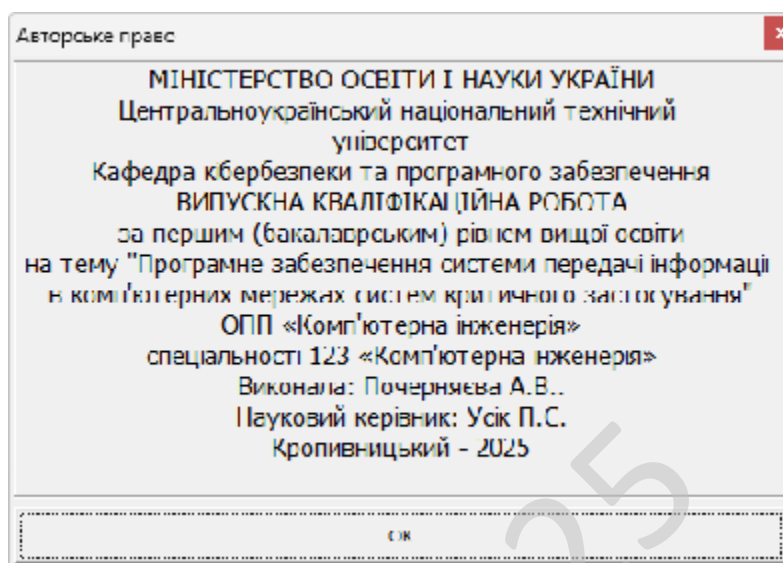 Авторське право
МІНІСТЕРСТВО ОСВІТИ І НАУКИ УКРАЇНИ
Центральноукраїнський національний технічний
університет
Кафедра кібербезпеки та програмного забезпечення
ВИПУСКНА КВАЛІФІКАЦІЙНА РОБОТА
за першим (бакалаврським) рівнем вищої освіти
на тему "Програмне забезпечення системи передачі інформації
в комп'ютерних мережах систем критичного застосування"
ОПП «Комп'ютерна інженерія»
спеціальності 123 «Комп'ютерна інженерія»
Виконала: Почерняєва А.В..
Науковий керівник: Усік П.С.
Кропивницький - 2025
OK
25